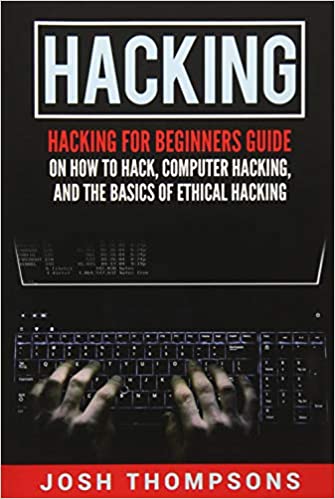 HACKING
HACKING FOR BEGINNERS GUIDE
ON HOW TO HACK, COMPUTER HACKING,
AND THE BASICS OF ETHICAL HACKING
JOSH THOMPSONS